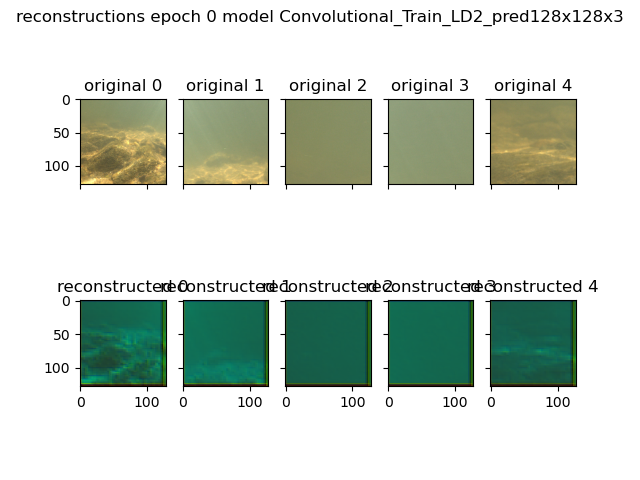 reconstructions epoch 0 model Convolutional_Train_LD2_pred128x128x3
original 0 original 1 original 2 original 3 original 4
0
50
100
reconstructed 0 reconstructed 1 reconstructed 2 reconstructed 3 reconstructed 4
0
50
100
0 100 0 100 0 100 0 100 0 100